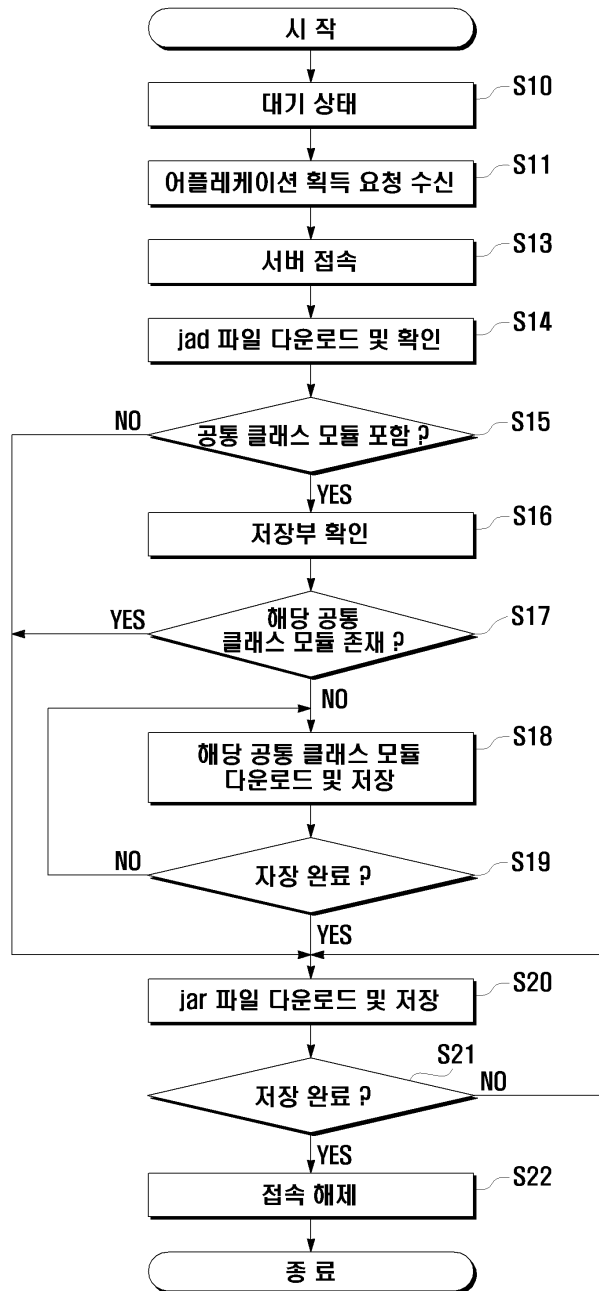 시 작
대기 상태
S10
어플레케이션 획득 요청 수신
S11
서버 접속
S13
jad 파일 다운로드 및 확인
S14
NO
공통 클래스 모듈 포함 ?
S15
YES
저장부 확인
S16
YES
해당 공통
클래스 모듈 존재 ?
S17
NO
해당 공통 클래스 모듈
다운로드 및 저장
S18
NO
자장 완료 ?
S19
YES
jar 파일 다운로드 및 저장
S20
S21
저장 완료 ?
NO
YES
접속 해제
S22
종 료